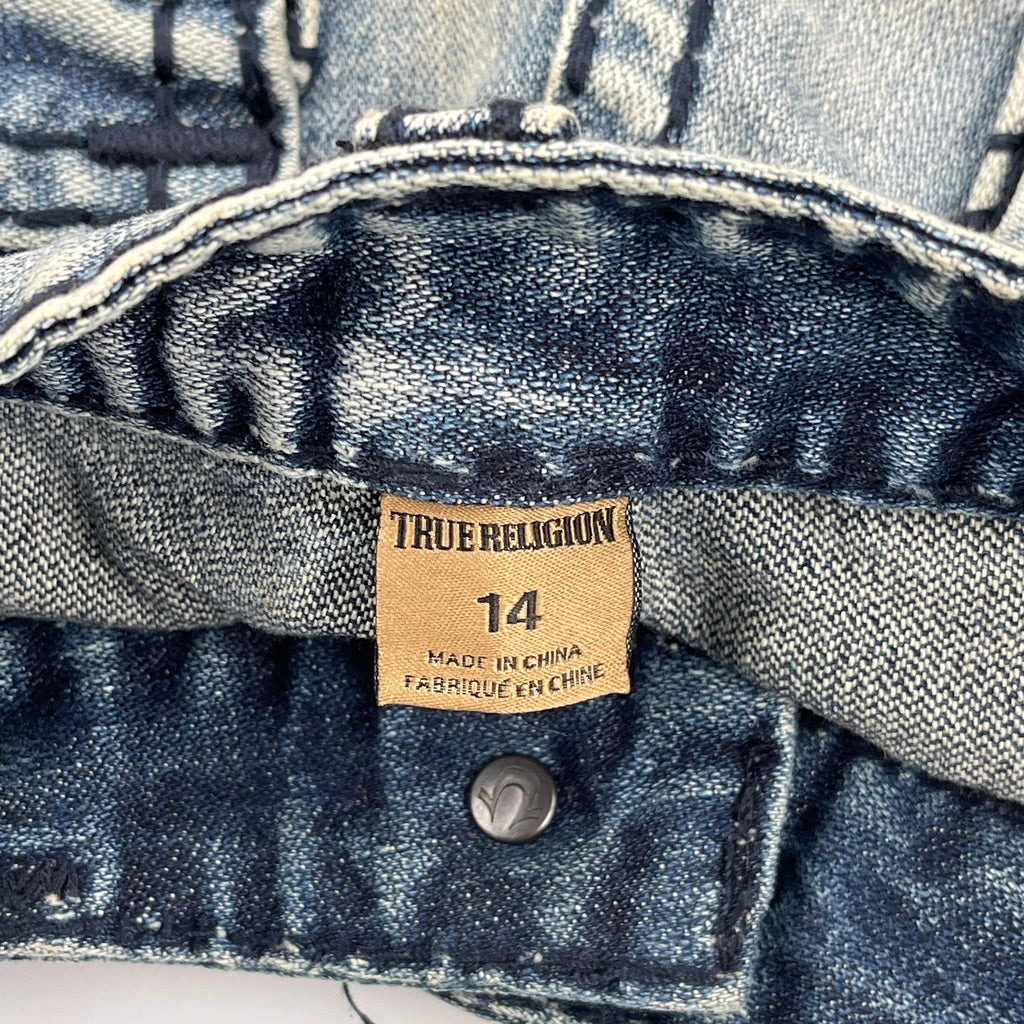 TRUE RELIGION
14
MADE IN CHINA
FABRIQUÉ EN CHINE